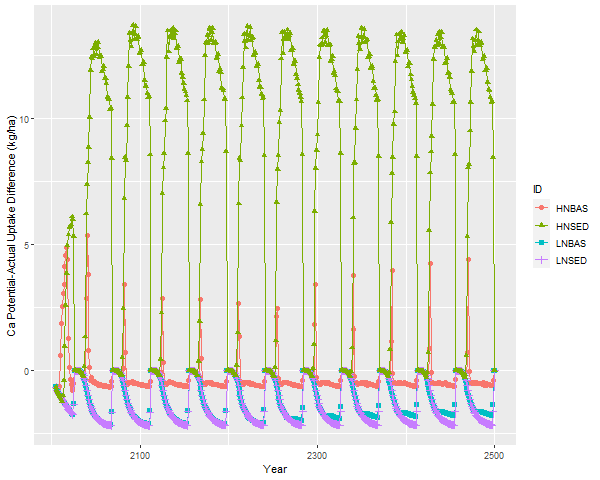 Ca Potential-Actual Uptake Difference (kg/ha)
10
5
0
2100
2300
2500
Year
ID
HNBAS
HNSED
LNBAS
LNSED